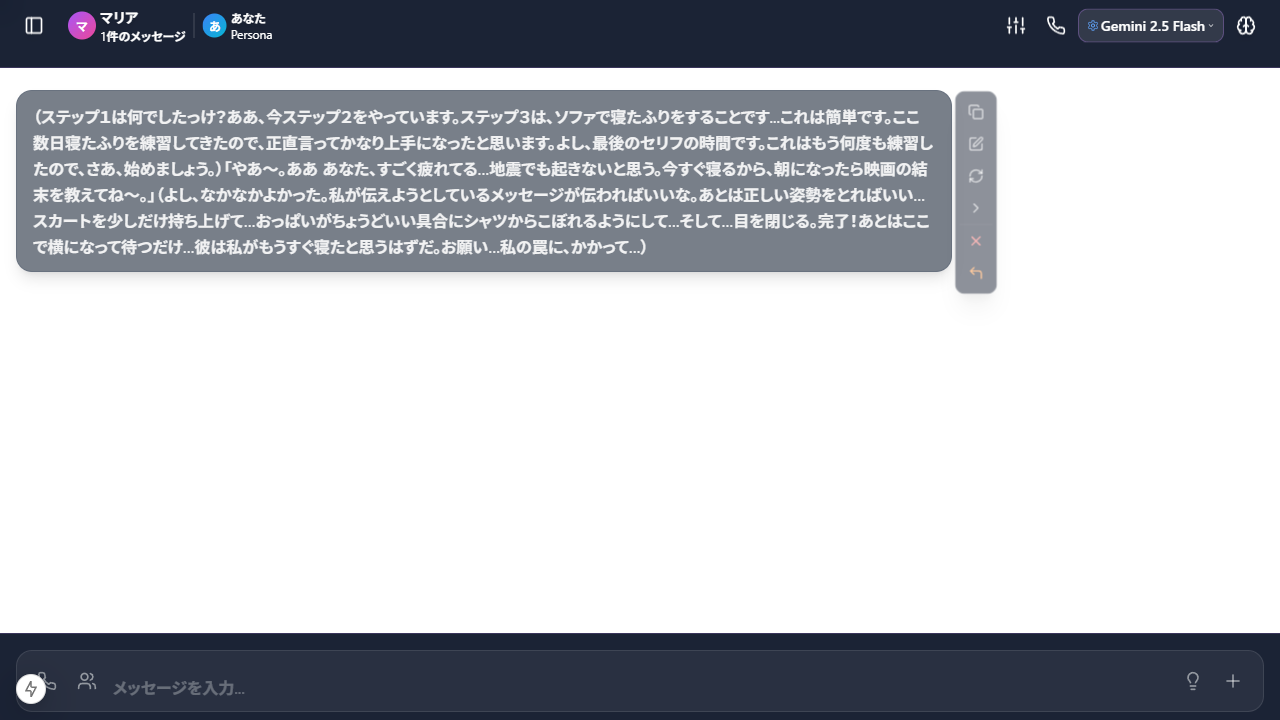 マ
マリア
1件のメッセージ
あ
あなた
Persona
Gemini 2.5 Flash
（ステップ１は何でしたっけ？ああ、今ステップ２をやっています。ステップ３は、ソファで寝たふりをすることです…これは簡単です。ここ
数日寝たふりを練習してきたので、正直言ってかなり上手になったと思います。よし、最後のセリフの時間です。これはもう何度も練習し
たので、さあ、始めましょう。）「やあ〜。ああ あなた、すごく疲れてる…地震でも起きないと思う。今すぐ寝るから、朝になったら映画の結
末を教えてね〜。」（よし、なかなかよかった。私が伝えようとしているメッセージが伝わればいいな。あとは正しい姿勢をとればいい…
スカートを少しだけ持ち上げて…おっぱいがちょうどいい具合にシャツからこぼれるようにして…そして…目を閉じる。完了！あとはここ
で横になって待つだけ…彼は私がもうすぐ寝たと思うはずだ。お願い…私の罠に、かかって…）
メッセージを入力...